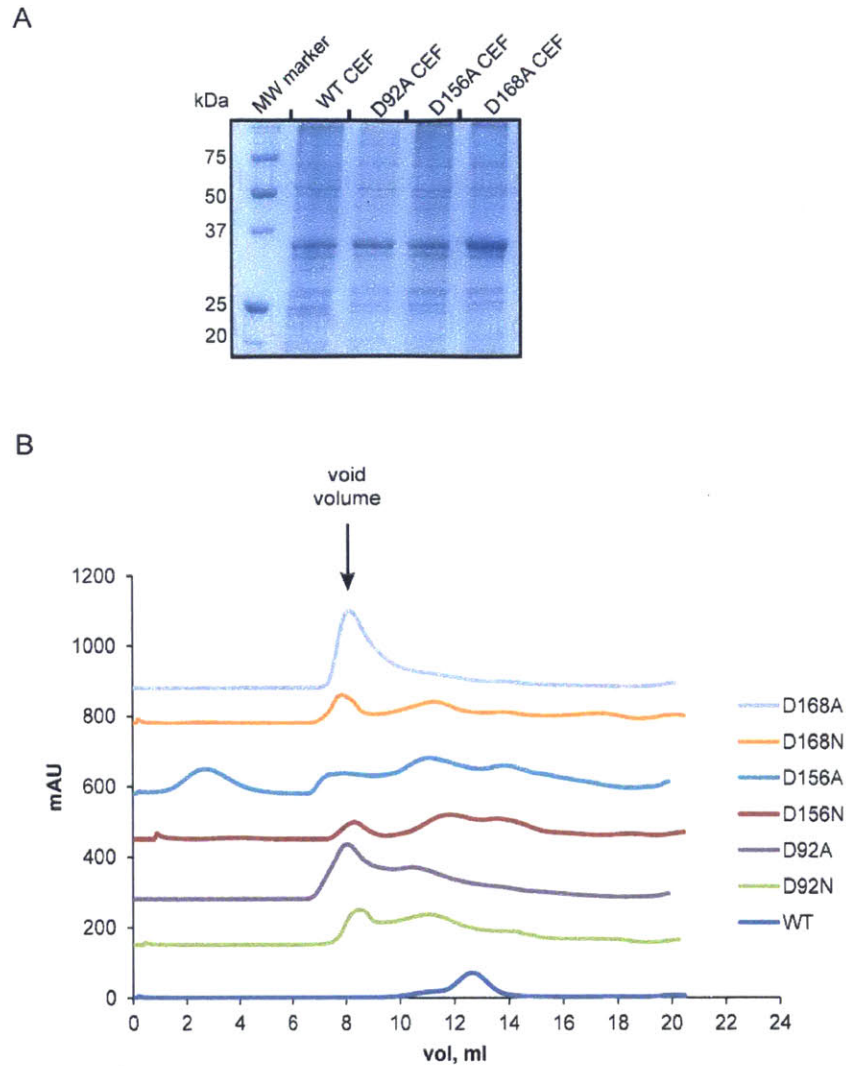 A
kDa
MW marker
WT CEF
D92A CEF
D156A CEF
D168A CEF
75
50
37
25
20
B
void
volume
1200
1000
800
600
400
200
0
mAU
0 2 4 6 8 10 12 14 16 18 20 22 24
vol, ml
D168A
D168N
D156A
D156N
D92A
D92N
WT